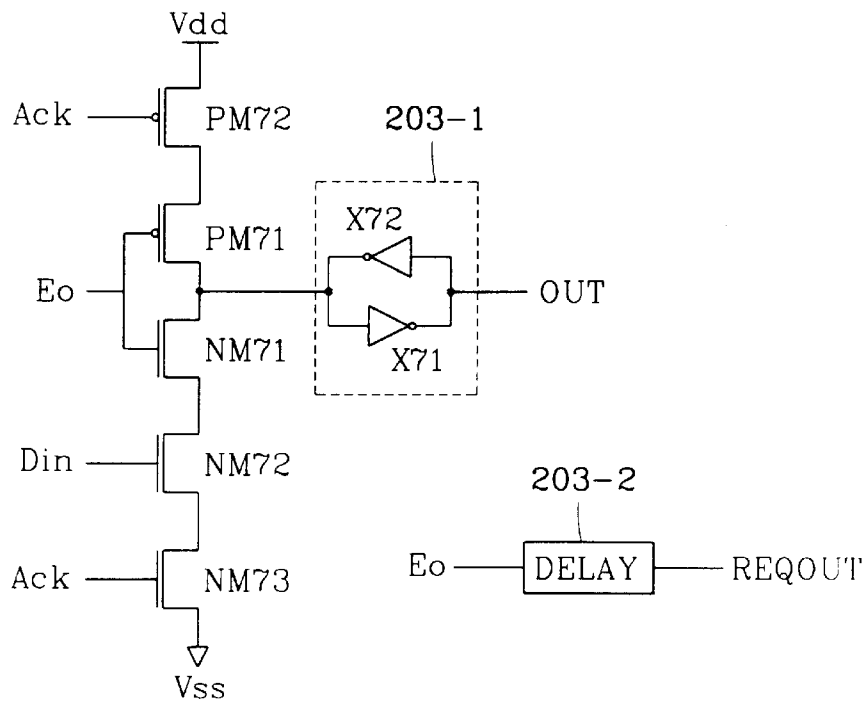 Vdd
Ack
PM72
203-1
X72
PM71
Eo
OUT
NM71
X71
Din
NM72
203-2
Ack
NM73
Eo
DELAY
REQOUT
Vss